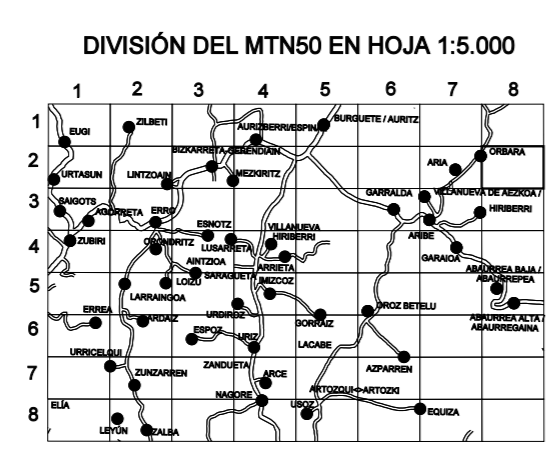 DIVISIÓN DEL MTN50 EN HOJA 1:5.000
1 2 3 4 5 6 7 8
1
ZILBETI
BURGUETE / AURITZ
EUGI
AURIZBERRI/ESPINAL
2
BIZKARRETA-GERENDIAIN
ORBARA
ARIA
URTASUN
LINTZOAIN
MEZKIRITZ
3
GARRALDA
VILLANUEVA DE AEZKOA /
HIRIBERRI
SAIGOTS
AGORRETA
ERRO
ESNOTZ
VILLANUEVA
HIRIBERRI
ARIBE
4
ZUBIRI
ORONDRITZ
LUSARRETA
GARAIOA
AINTZIOA
ARRIETA
ABAURREA BAJA /
ABAURREPEA
5
LOIZU
SARAGUETA
IMIZCOZ
LARRAINGOA
URDIROZ
OROZ BETELU
ABAURREA ALTA /
ABAURREGAINA
6
ERREA
ARDAIZ
ESPOZ
URIZ
GORRAIZ
LACABE
URRICELQUI
ZANDUETA
AZPARREN
7
ZUNZARREN
ARCE
ARTOZQUI<>ARTOZKI
NAGORE
8
ELÍA
USOZ
EQUIZA
LEYÚN
ZALBA